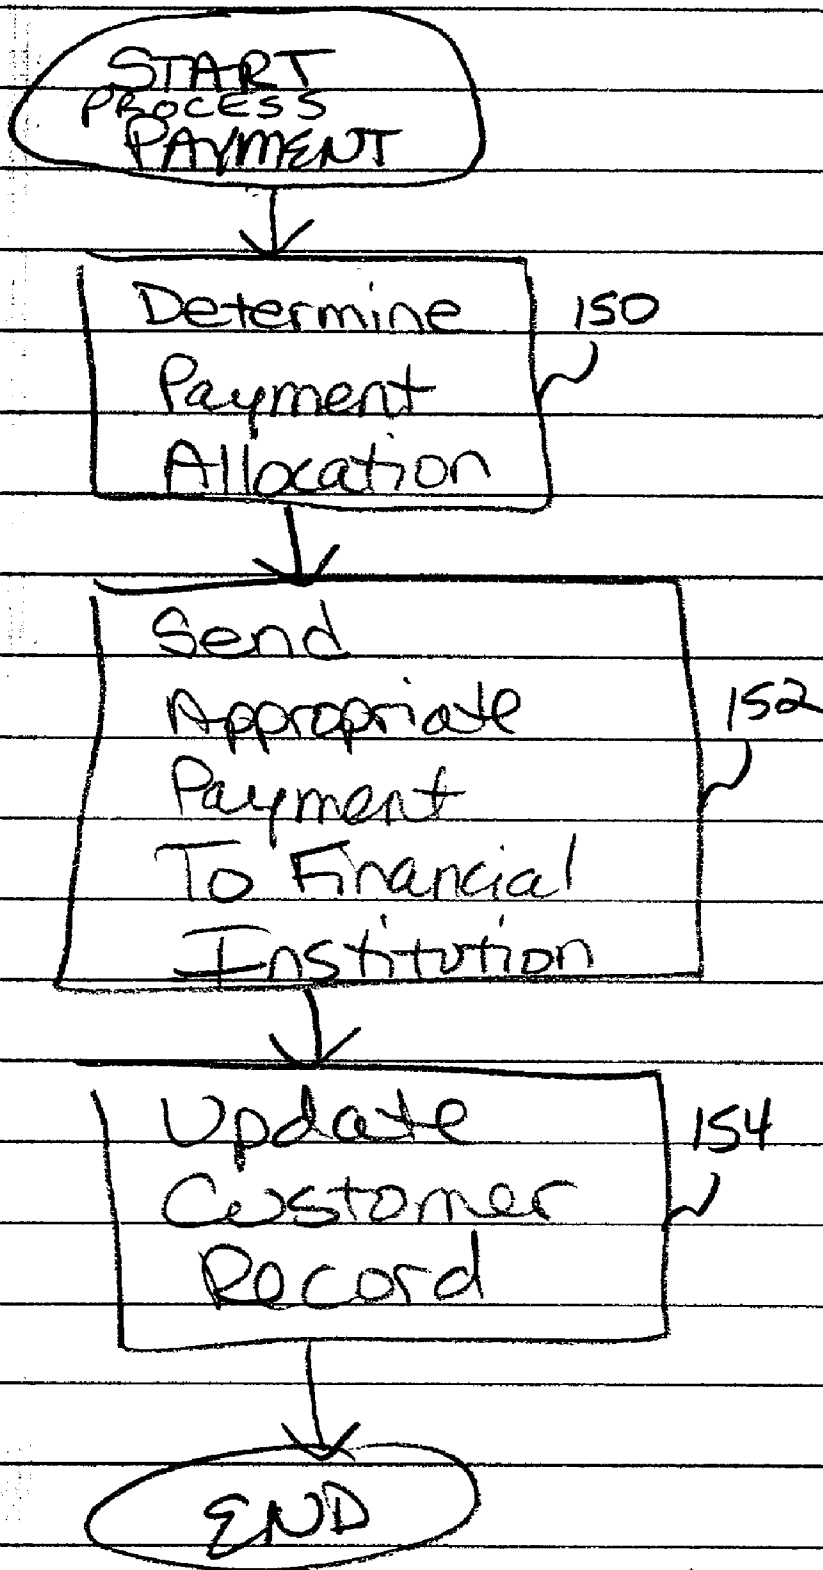 START
PROCESS
PAYMENT
Determine
150
Payment
Allocation
Send
Appropriate
152
Payment
To Financial
Institution
Update
154
Customer
Record
END